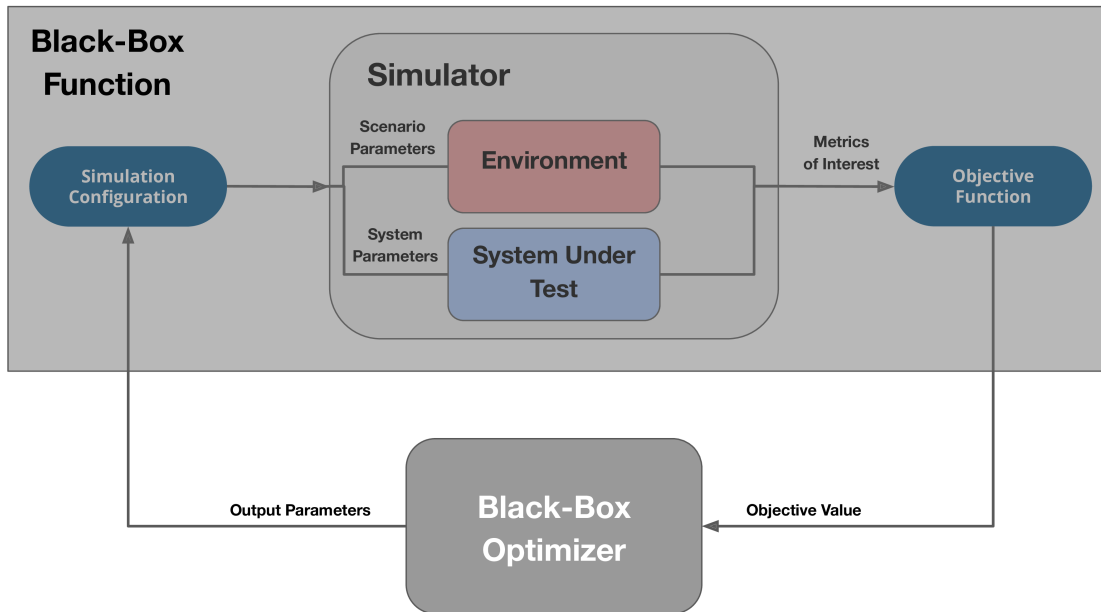 Black-Box
Function
Simulator
Scenario
Parameters
Environment
Metrics
of Interest
Simulation
Configuration
Objective
Function
System
Parameters
System Under
Test
Black-Box
Optimizer
Output Parameters
Objective Value